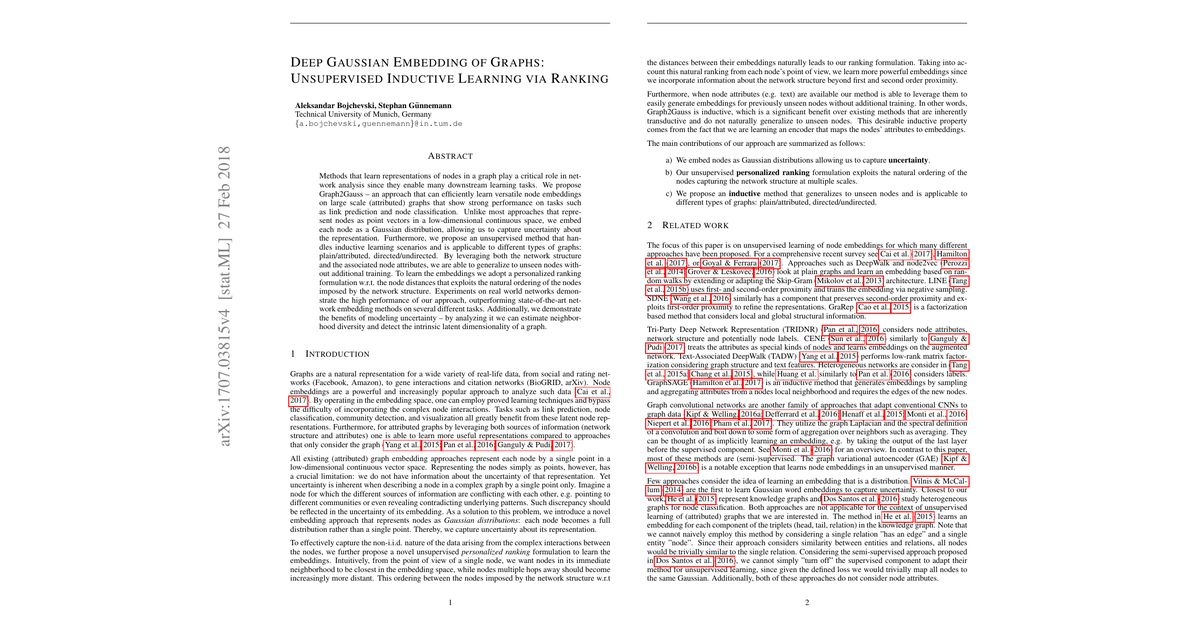 arXiv:1707.03815v4 [stat.ML] 27 Feb 2018
DEEP GAUSSIAN EMBEDDING OF GRAPHS:
UNSUPERVISED INDUCTIVE LEARNING VIA RANKING
Aleksandar Bojchevski, Stephan Günnemann
Technical University of Munich, Germany
{a.bojchevski,guennemann}@in.tum.de
ABSTRACT
Methods that learn representations of nodes in a graph play a critical role in net-
work analysis since they enable many downstream learning tasks. We propose
Graph2Gauss – an approach that can efficiently learn versatile node embeddings
on large scale (attributed) graphs that show strong performance on tasks such
as link prediction and node classification. Unlike most approaches that repre-
sent nodes as point vectors in a low-dimensional continuous space, we embed
each node as a Gaussian distribution, allowing us to capture uncertainty about
the representation. Furthermore, we propose an unsupervised method that han-
dles inductive learning scenarios and is applicable to different types of graphs:
plain/attributed, directed/undirected. By leveraging both the network structure
and the associated node attributes, we are able to generalize to unseen nodes with-
out additional training. To learn the embeddings we adopt a personalized ranking
formulation w.r.t. the node distances that exploits the natural ordering of the nodes
imposed by the network structure. Experiments on real world networks demon-
strate the high performance of our approach, outperforming state-of-the-art net-
work embedding methods on several different tasks. Additionally, we demonstrate
the benefits of modeling uncertainty – by analyzing it we can estimate neighbor-
hood diversity and detect the intrinsic latent dimensionality of a graph.
1 INTRODUCTION
Graphs are a natural representation for a wide variety of real-life data, from social and rating net-
works (Facebook, Amazon), to gene interactions and citation networks (BioGRID, arXiv). Node
embeddings are a powerful and increasingly popular approach to analyze such data (Cai et al.,
2017). By operating in the embedding space, one can employ proved learning techniques and bypass
the difficulty of incorporating the complex node interactions. Tasks such as link prediction, node
classification, community detection, and visualization all greatly benefit from these latent node rep-
resentations. Furthermore, for attributed graphs by leveraging both sources of information (network
structure and attributes) one is able to learn more useful representations compared to approaches
that only consider the graph (Yang et al., 2015; Pan et al., 2016; Ganguly & Pudi, 2017).
All existing (attributed) graph embedding approaches represent each node by a single point in a
low-dimensional continuous vector space. Representing the nodes simply as points, however, has
a crucial limitation: we do not have information about the uncertainty of that representation. Yet
uncertainty is inherent when describing a node in a complex graph by a single point only. Imagine a
node for which the different sources of information are conflicting with each other, e.g. pointing to
different communities or even revealing contradicting underlying patterns. Such discrepancy should
be reflected in the uncertainty of its embedding. As a solution to this problem, we introduce a novel
embedding approach that represents nodes as Gaussian distributions: each node becomes a full
distribution rather than a single point. Thereby, we capture uncertainty about its representation.
To effectively capture the non-i.i.d. nature of the data arising from the complex interactions between
the nodes, we further propose a novel unsupervised personalized ranking formulation to learn the
embeddings. Intuitively, from the point of view of a single node, we want nodes in its immediate
neighborhood to be closest in the embedding space, while nodes multiple hops away should become
increasingly more distant. This ordering between the nodes imposed by the network structure w.r.t
1
the distances between their embeddings naturally leads to our ranking formulation. Taking into ac-
count this natural ranking from each node's point of view, we learn more powerful embeddings since
we incorporate information about the network structure beyond first and second order proximity.
Furthermore, when node attributes (e.g. text) are available our method is able to leverage them to
easily generate embeddings for previously unseen nodes without additional training. In other words,
Graph2Gauss is inductive, which is a significant benefit over existing methods that are inherently
transductive and do not naturally generalize to unseen nodes. This desirable inductive property
comes from the fact that we are learning an encoder that maps the nodes' attributes to embeddings.
The main contributions of our approach are summarized as follows:
a) We embed nodes as Gaussian distributions allowing us to capture uncertainty.
b) Our unsupervised personalized ranking formulation exploits the natural ordering of the
nodes capturing the network structure at multiple scales.
c) We propose an inductive method that generalizes to unseen nodes and is applicable to
different types of graphs: plain/attributed, directed/undirected.
2 RELATED WORK
The focus of this paper is on unsupervised learning of node embeddings for which many different
approaches have been proposed. For a comprehensive recent survey see Cai et al. (2017), Hamilton
et al. (2017), or Goyal & Ferrara (2017). Approaches such as DeepWalk and node2vec (Perozzi
et al., 2014; Grover & Leskovec, 2016) look at plain graphs and learn an embedding based on ran-
dom walks by extending or adapting the Skip-Gram (Mikolov et al., 2013) architecture. LINE (Tang
et al., 2015b) uses first- and second-order proximity and trains the embedding via negative sampling.
SDNE (Wang et al., 2016) similarly has a component that preserves second-order proximity and ex-
ploits first-order proximity to refine the representations. GraRep (Cao et al., 2015) is a factorization
based method that considers local and global structural information.
Tri-Party Deep Network Representation (TRIDNR) (Pan et al., 2016) considers node attributes,
network structure and potentially node labels. CENE (Sun et al., 2016) similarly to Ganguly &
Pudi (2017) treats the attributes as special kinds of nodes and learns embeddings on the augmented
network. Text-Associated DeepWalk (TADW) (Yang et al., 2015) performs low-rank matrix factor-
ization considering graph structure and text features. Heterogeneous networks are consider in (Tang
et al., 2015a; Chang et al., 2015), while Huang et al. similarly to Pan et al. (2016) considers labels.
GraphSAGE (Hamilton et al., 2017) is an inductive method that generates embeddings by sampling
and aggregating attributes from a nodes local neighborhood and requires the edges of the new nodes.
Graph convolutional networks are another family of approaches that adapt conventional CNNs to
graph data (Kipf & Welling, 2016a; Defferrard et al., 2016; Henaff et al., 2015; Monti et al., 2016;
Niepert et al., 2016; Pham et al., 2017). They utilize the graph Laplacian and the spectral definition
of a convolution and boil down to some form of aggregation over neighbors such as averaging. They
can be thought of as implicitly learning an embedding, e.g. by taking the output of the last layer
before the supervised component. See Monti et al. (2016) for an overview. In contrast to this paper,
most of these methods are (semi-)supervised. The graph variational autoencoder (GAE) (Kipf &
Welling, 2016b) is a notable exception that learns node embeddings in an unsupervised manner.
Few approaches consider the idea of learning an embedding that is a distribution. Vilnis & McCal-
lum (2014) are the first to learn Gaussian word embeddings to capture uncertainty. Closest to our
work, He et al. (2015) represent knowledge graphs and Dos Santos et al. (2016) study heterogeneous
graphs for node classification. Both approaches are not applicable for the context of unsupervised
learning of (attributed) graphs that we are interested in. The method in He et al. (2015) learns an
embedding for each component of the triplets (head, tail, relation) in the knowledge graph. Note that
we cannot naively employ this method by considering a single relation "has an edge" and a single
entity "node". Since their approach considers similarity between entities and relations, all nodes
would be trivially similar to the single relation. Considering the semi-supervised approach proposed
in Dos Santos et al. (2016), we cannot simply "turn off" the supervised component to adapt their
method for unsupervised learning, since given the defined loss we would trivially map all nodes to
the same Gaussian. Additionally, both of these approaches do not consider node attributes.
2